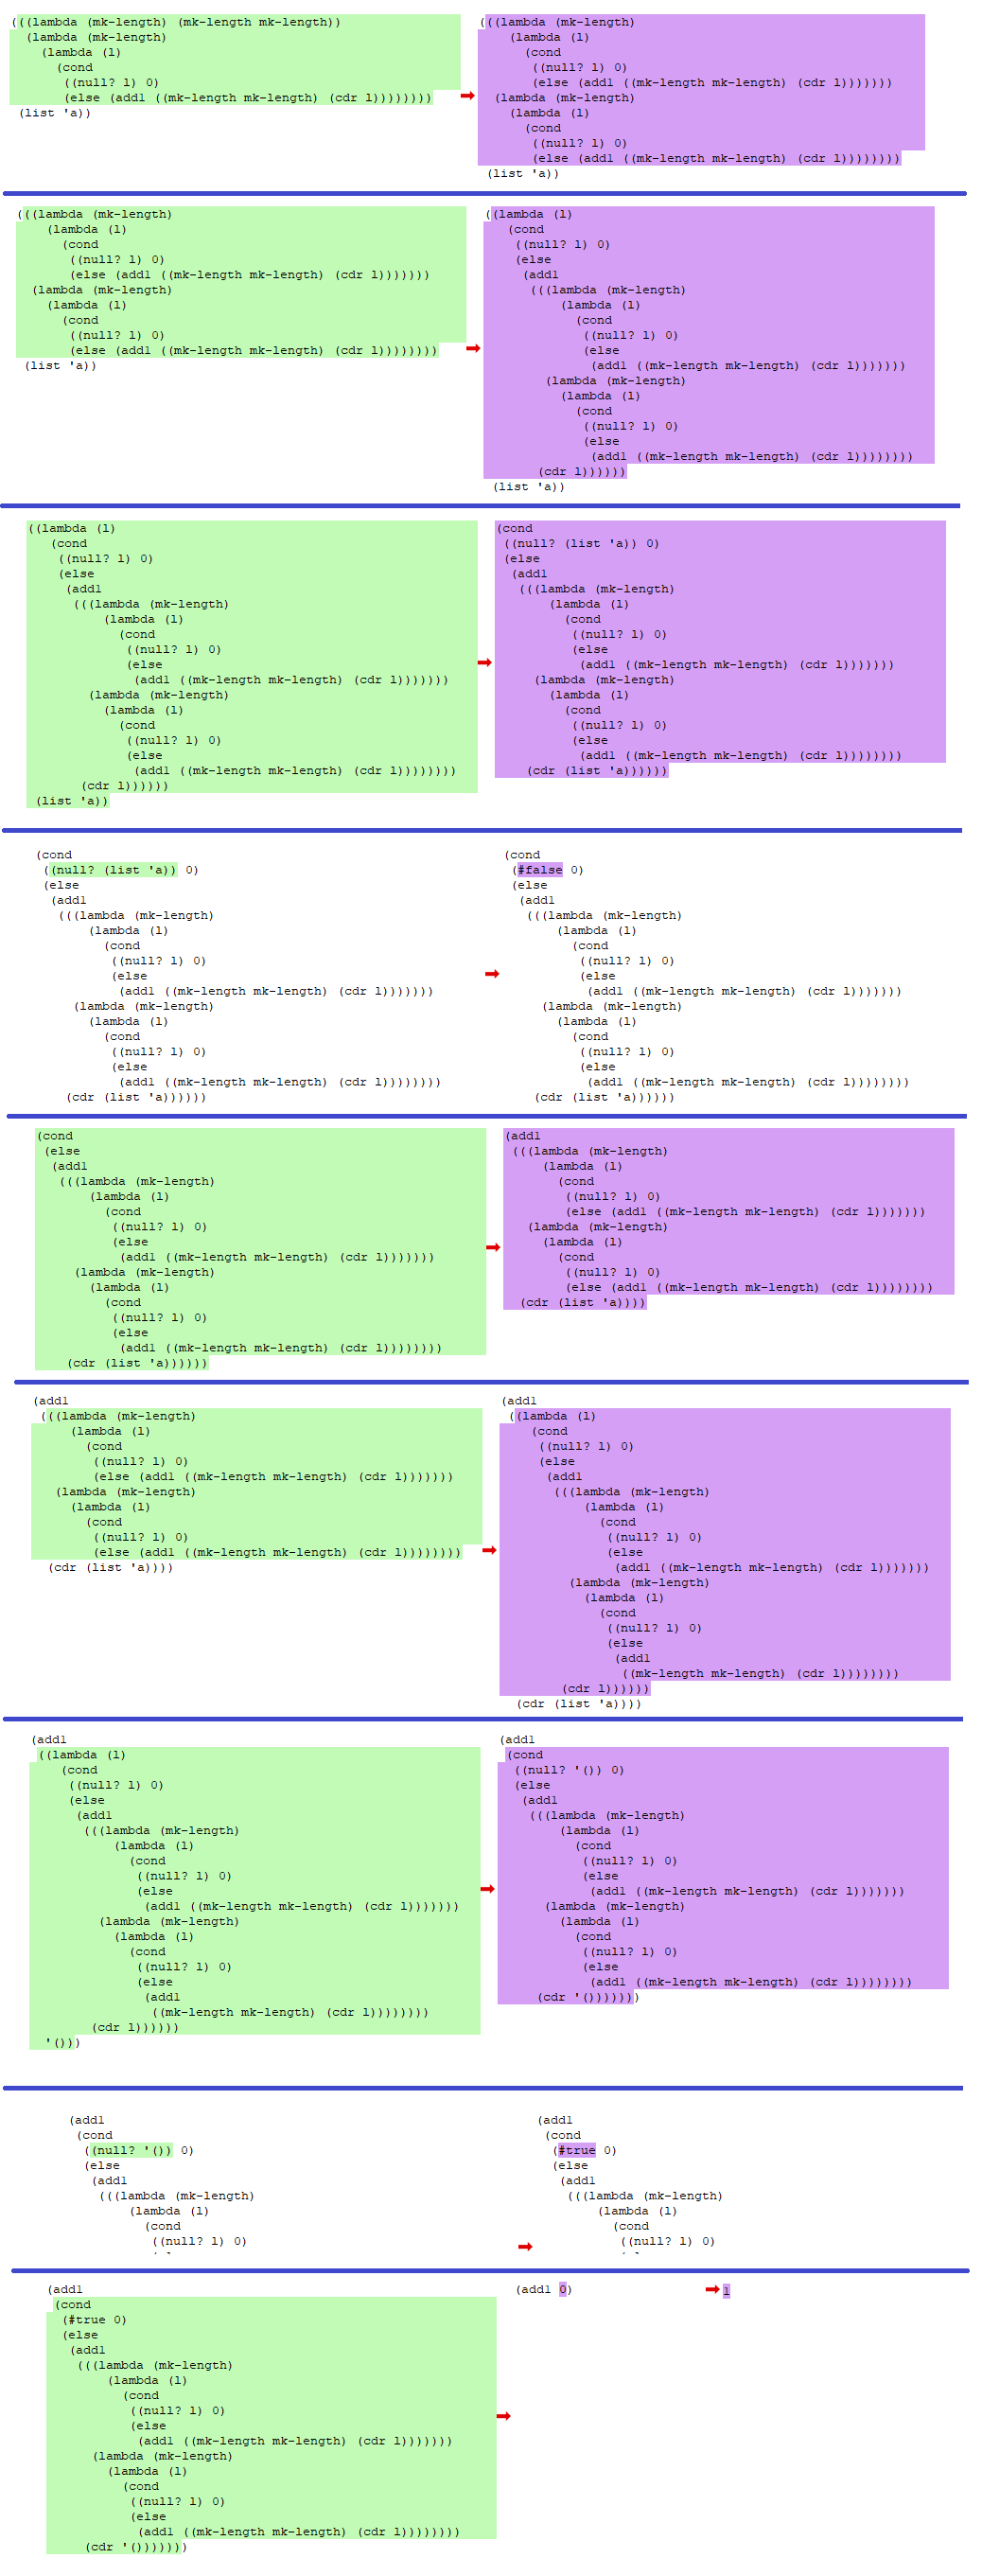 (((lambda (mk-length) (mk-length mk-length))
(lambda (mk-length)
(lambda (l)
(cond
((null? l) 0)
(else (add1 ((mk-length mk-length) (cdr l))))))))
(list 'a))
(((lambda (mk-length)
(lambda (l)
(cond
((null? l) 0)
(else (add1 ((mk-length mk-length) (cdr l)))))))
(lambda (mk-length)
(lambda (l)
(cond
((null? l) 0)
(else (add1 ((mk-length mk-length) (cdr l))))))))
(list 'a))
(((lambda (mk-length)
(lambda (l)
(cond
((null? l) 0)
(else (add1 ((mk-length mk-length) (cdr l)))))))
(lambda (mk-length)
(lambda (l)
(cond
((null? l) 0)
(else (add1 ((mk-length mk-length) (cdr l))))))))
(list 'a))
((lambda (l)
(cond
((null? l) 0)
(else
(add1
(((lambda (mk-length)
(lambda (l)
(cond
((null? l) 0)
(else
(add1 ((mk-length mk-length) (cdr l)))))))
(lambda (mk-length)
(lambda (l)
(cond
((null? l) 0)
(else
(add1 ((mk-length mk-length) (cdr l))))))))
(cdr l))))))
(list 'a))
((lambda (l)
(cond
((null? l) 0)
(else
(add1
(((lambda (mk-length)
(lambda (l)
(cond
((null? l) 0)
(else
(add1 ((mk-length mk-length) (cdr l)))))))
(lambda (mk-length)
(lambda (l)
(cond
((null? l) 0)
(else
(add1 ((mk-length mk-length) (cdr l))))))))
(cdr l))))))
(list 'a))
(cond
((null? (list 'a)) 0)
(else
(add1
(((lambda (mk-length)
(lambda (l)
(cond
((null? l) 0)
(else
(add1 ((mk-length mk-length) (cdr l)))))))
(lambda (mk-length)
(lambda (l)
(cond
((null? l) 0)
(else
(add1 ((mk-length mk-length) (cdr l))))))))
(cdr (list 'a))))))
(cond
((null? (list 'a)) 0)
(else
(add1
(((lambda (mk-length)
(lambda (l)
(cond
((null? l) 0)
(else
(add1 ((mk-length mk-length) (cdr l)))))))
(lambda (mk-length)
(lambda (l)
(cond
((null? l) 0)
(else
(add1 ((mk-length mk-length) (cdr l))))))))
(cdr (list 'a))))))
(cond
(#false 0)
(else
(add1
(((lambda (mk-length)
(lambda (l)
(cond
((null? l) 0)
(else
(add1 ((mk-length mk-length) (cdr l)))))))
(lambda (mk-length)
(lambda (l)
(cond
((null? l) 0)
(else
(add1 ((mk-length mk-length) (cdr l))))))))
(cdr (list 'a))))))
(cond
(else
(add1
(((lambda (mk-length)
(lambda (l)
(cond
((null? l) 0)
(else
(add1 ((mk-length mk-length) (cdr l)))))))
(lambda (mk-length)
(lambda (l)
(cond
((null? l) 0)
(else
(add1 ((mk-length mk-length) (cdr l))))))))
(cdr (list 'a))))))
(add1
(((lambda (mk-length)
(lambda (l)
(cond
((null? l) 0)
(else (add1 ((mk-length mk-length) (cdr l)))))))
(lambda (mk-length)
(lambda (l)
(cond
((null? l) 0)
(else (add1 ((mk-length mk-length) (cdr l))))))))
(cdr (list 'a))))
(add1
(((lambda (mk-length)
(lambda (l)
(cond
((null? l) 0)
(else (add1 ((mk-length mk-length) (cdr l)))))))
(lambda (mk-length)
(lambda (l)
(cond
((null? l) 0)
(else (add1 ((mk-length mk-length) (cdr l))))))))
(cdr (list 'a))))
(add1
((lambda (l)
(cond
((null? l) 0)
(else
(add1
(((lambda (mk-length)
(lambda (l)
(cond
((null? l) 0)
(else
(add1 ((mk-length mk-length) (cdr l)))))))
(lambda (mk-length)
(lambda (l)
(cond
((null? l) 0)
(else
(add1
((mk-length mk-length) (cdr l))))))))
(cdr l))))))
(cdr (list 'a))))
(add1
((lambda (l)
(cond
((null? l) 0)
(else
(add1
(((lambda (mk-length)
(lambda (l)
(cond
((null? l) 0)
(else
(add1 ((mk-length mk-length) (cdr l)))))))
(lambda (mk-length)
(lambda (l)
(cond
((null? l) 0)
(else
(add1
((mk-length mk-length) (cdr l))))))))
(cdr l))))))
'()))
(add1
(cond
((null? '()) 0)
(else
(add1
(((lambda (mk-length)
(lambda (l)
(cond
((null? l) 0)
(else
(add1 ((mk-length mk-length) (cdr l)))))))
(lambda (mk-length)
(lambda (l)
(cond
((null? l) 0)
(else
(add1 ((mk-length mk-length) (cdr l))))))))
(cdr '()))))))
(add1
(cond
((null? '()) 0)
(else
(add1
(((lambda (mk-length)
(lambda (l)
(cond
((null? l) 0)
(add1
(cond
(#true 0)
(else
(add1
(((lambda (mk-length)
(lambda (l)
(cond
((null? l) 0)
(add1
(cond
(#true 0)
(else
(add1
(((lambda (mk-length)
(lambda (l)
(cond
((null? l) 0)
(else
(add1 ((mk-length mk-length) (cdr l)))))))
(lambda (mk-length)
(lambda (l)
(cond
((null? l) 0)
(else
(add1 ((mk-length mk-length) (cdr l))))))))
(cdr '()))))))
(add1 0)
1